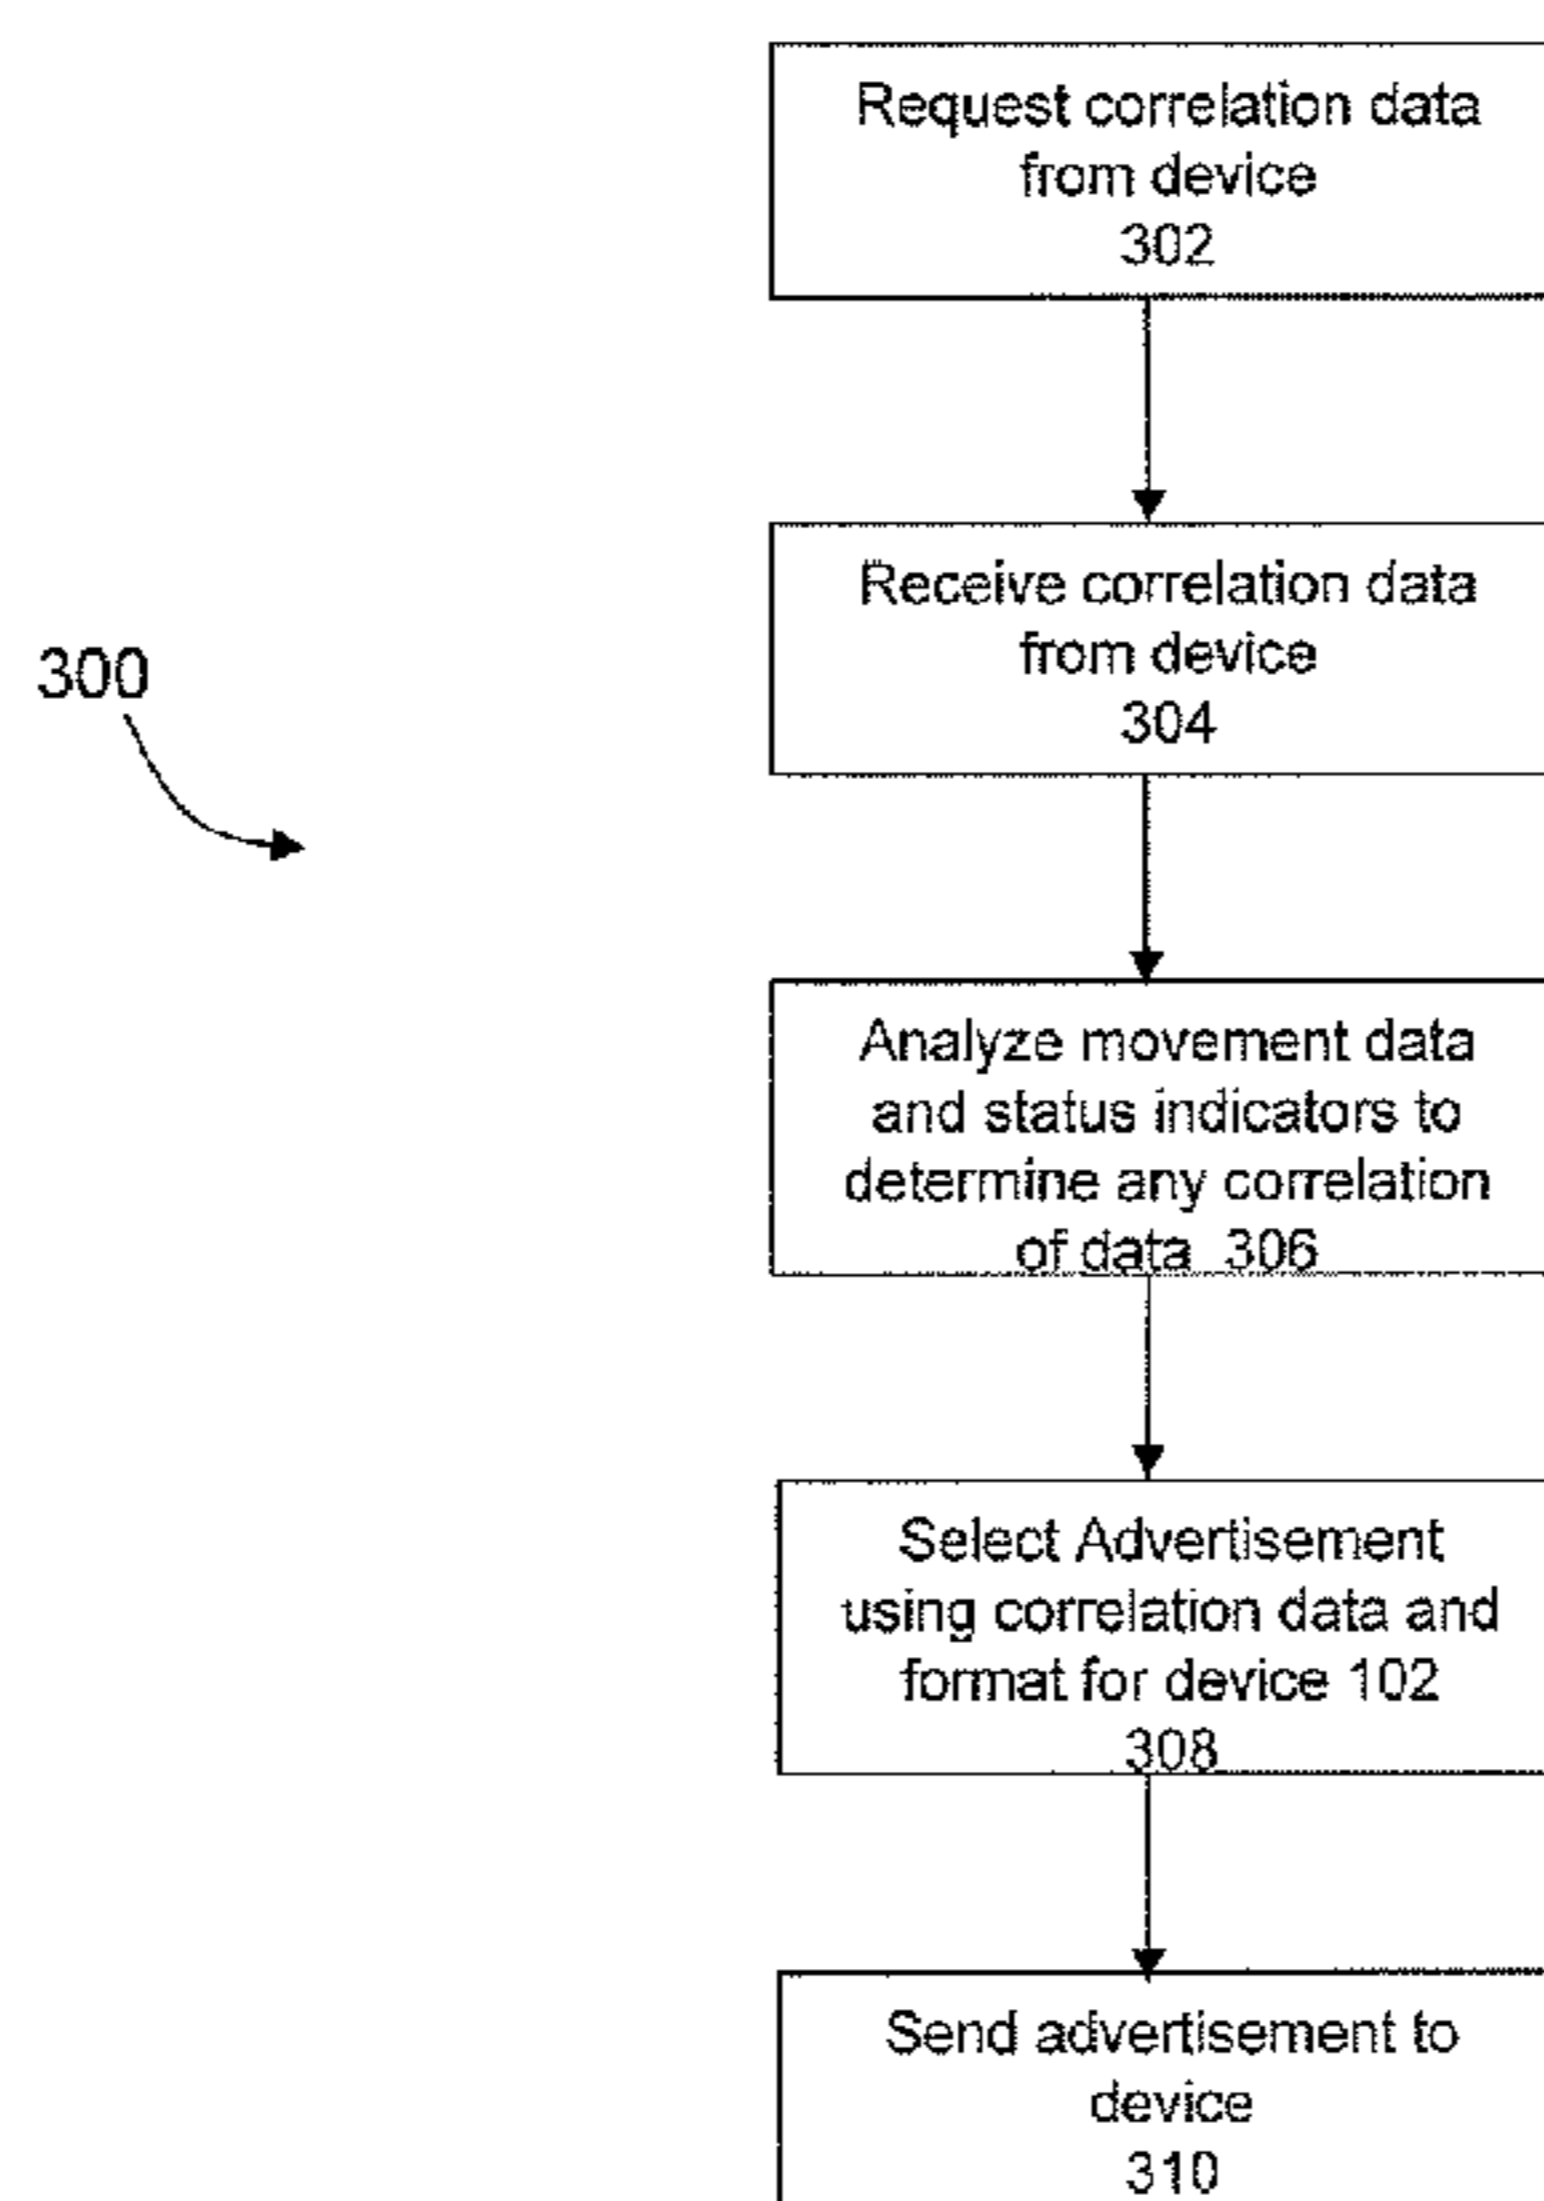 Request correlation data
from device
302
Receive correlation data
from device
304
300
Analyze movement data
and status indicators to
determine any correlation
of data 306
Select Advertisement
using correlation data and
format for device 102
308
Send advertisement to
device
310